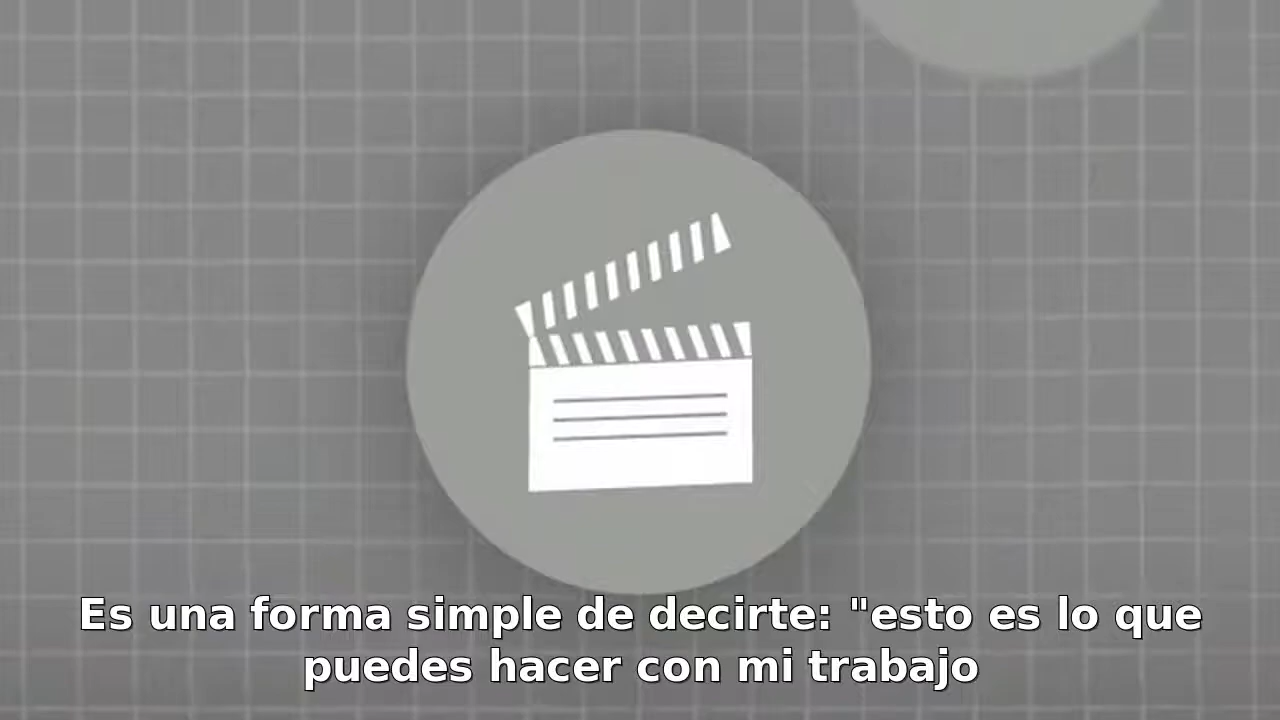 Es una forma simple de decirte: "esto es lo que
puedes hacer con mi trabajo